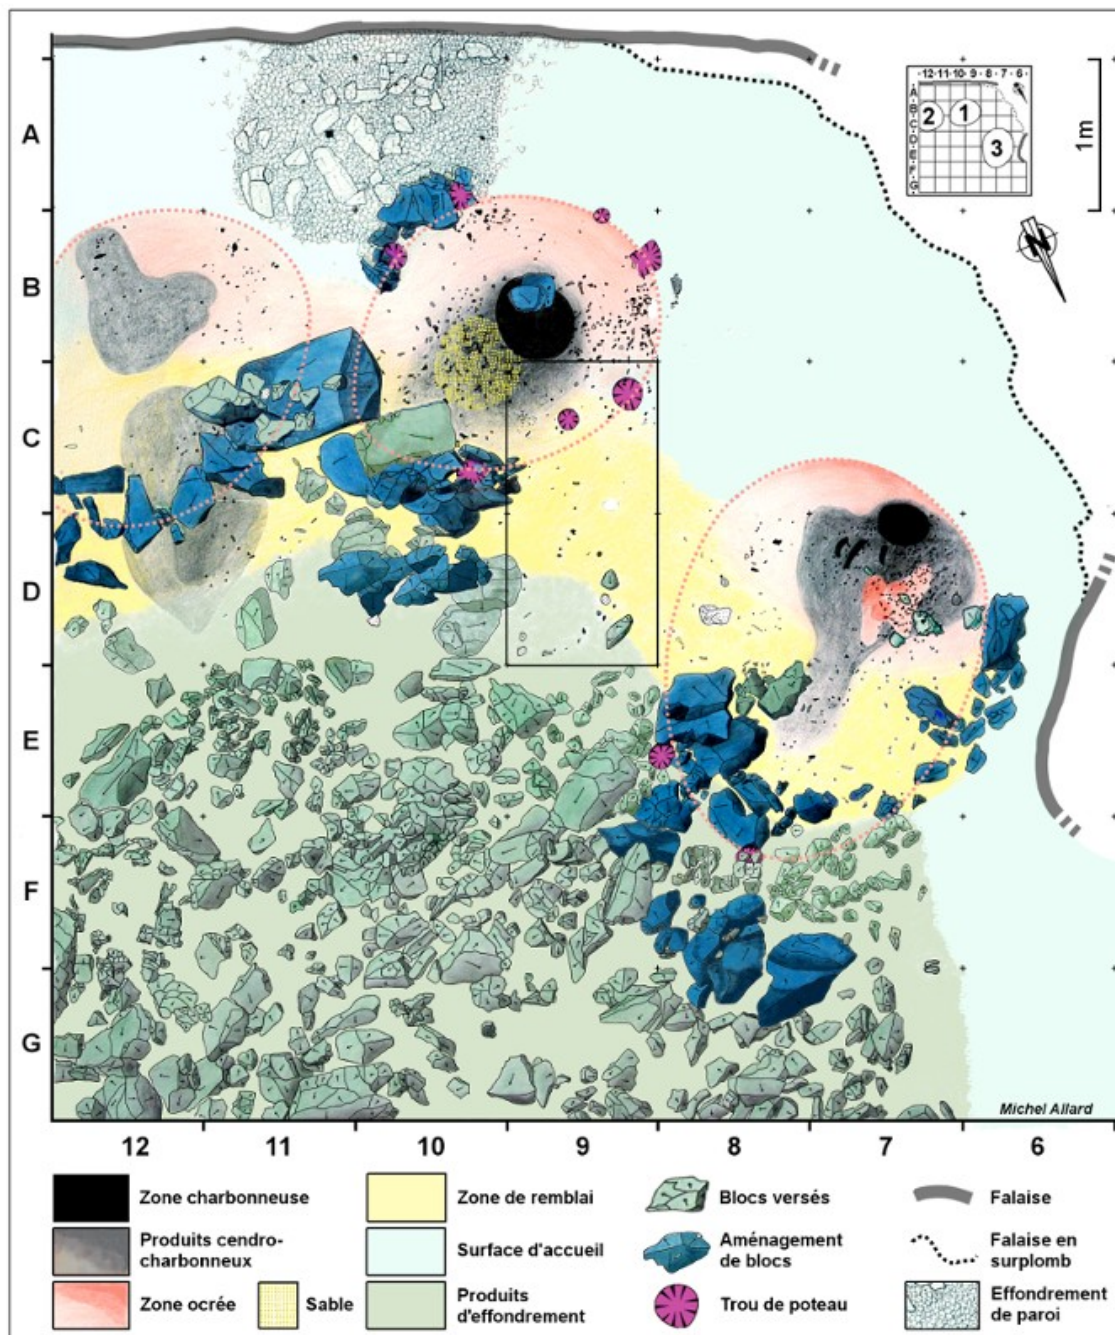 12 11 10 9 8 7 6
A
B
C
D
E
F
G
2
1
3
1m
N
A
B
C
D
E
F
G
Michel Allard
12 11 10 9 8 7 6
Zone charbonneuse
Produits cendro-
charbonneux
Zone ocrée
Sable
Zone de remblai
Surface d'accueil
Produits
d'effondrement
Blocs versés
Aménagement
de blocs
Trou de poteau
Falaise
Falaise en
surplomb
Effondrement
de paroi